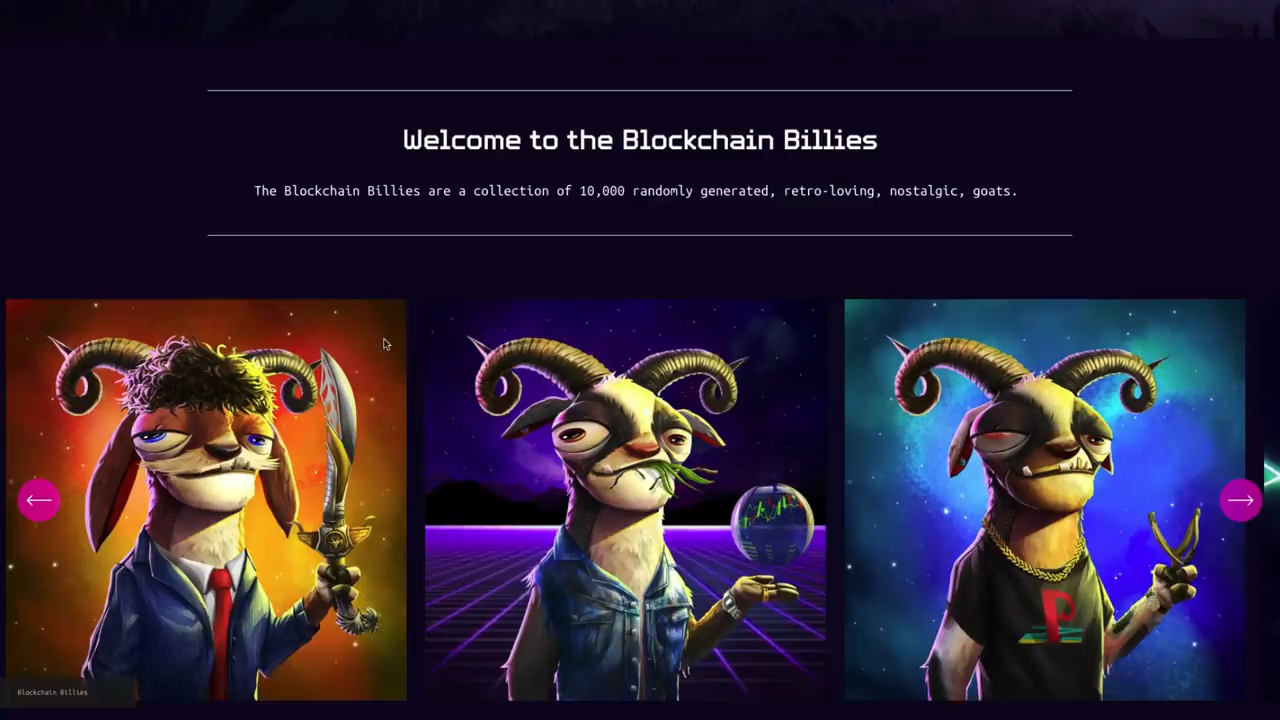 Welcome to the Blockchain Billies
The Blockchain Billies are a collection of 10,000 randomly generated, retro-loving, nostalgic, goats.
P
Blockchain Billies